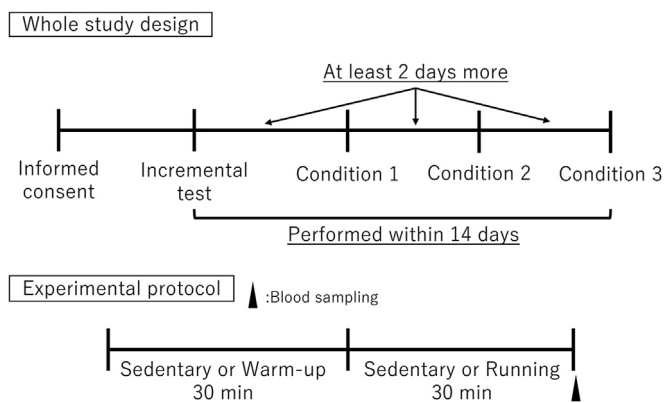 Whole study design
At least 2 days more
Informed consent
Incremental test
Condition 1
Condition 2
Condition 3
Performed within 14 days
Experimental protocol
:Blood sampling
Sedentary or Warm-up
30 min
Sedentary or Running
30 min